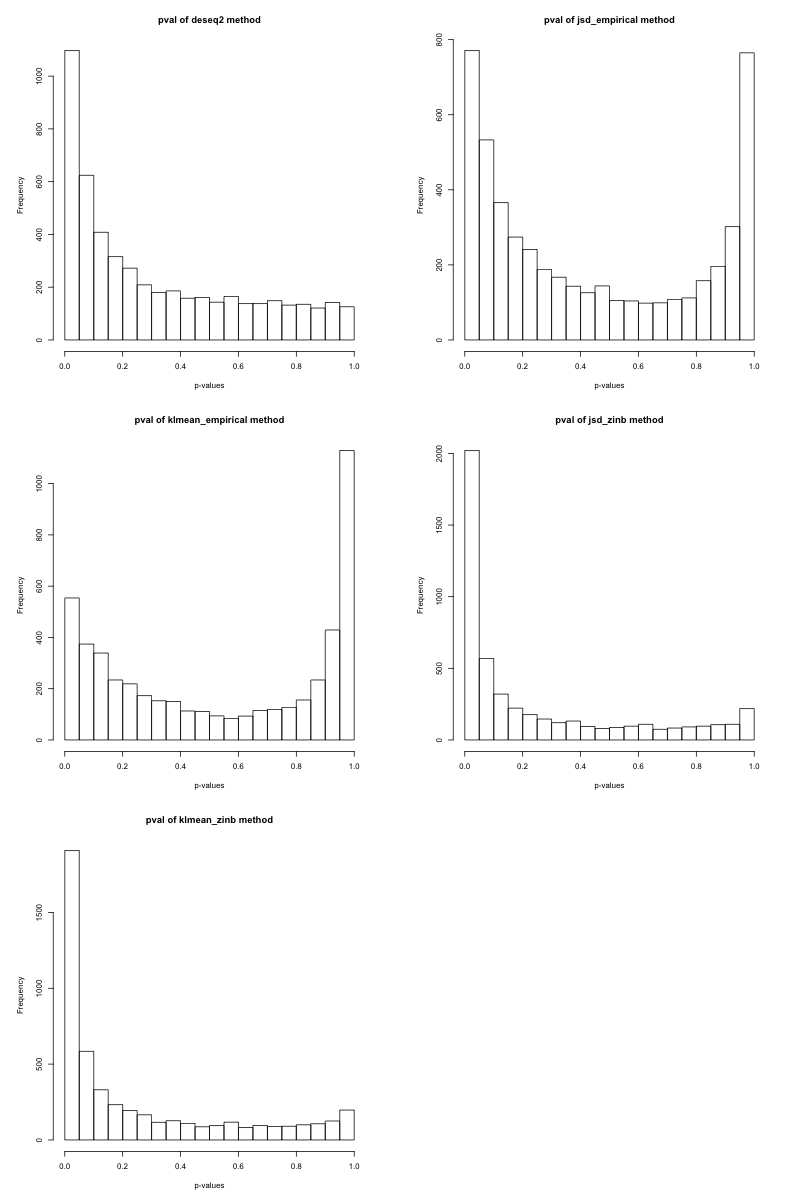 pval of deseq2 method
Frequency
0 200 400 600 800 1000
0.0 0.2 0.4 0.6 0.8 1.0
p-values
pval of jsd_empirical method
Frequency
0 200 400 600 800
0.0 0.2 0.4 0.6 0.8 1.0
p-values
pval of klmean_empirical method
Frequency
0 200 400 600 800 1000
0.0 0.2 0.4 0.6 0.8 1.0
p-values
pval of jsd_zinb method
Frequency
0 500 1000 1500 2000
0.0 0.2 0.4 0.6 0.8 1.0
p-values
pval of klmean_zinb method
Frequency
0 500 1000 1500
0.0 0.2 0.4 0.6 0.8 1.0
p-values